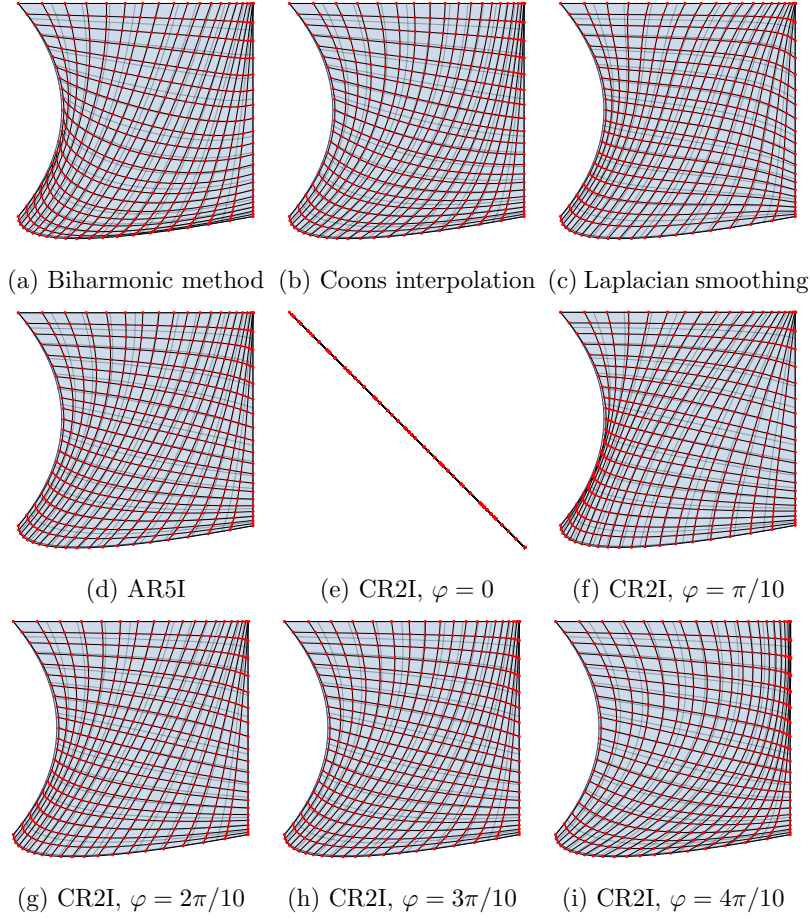 (a) Biharmonic method (b) Coons interpolation (c) Laplacian smoothing
(d) AR5I (e) CR2I, φ = 0 (f) CR2I, φ = π/10
(g) CR2I, φ = 2π/10 (h) CR2I, φ = 3π/10 (i) CR2I, φ = 4π/10